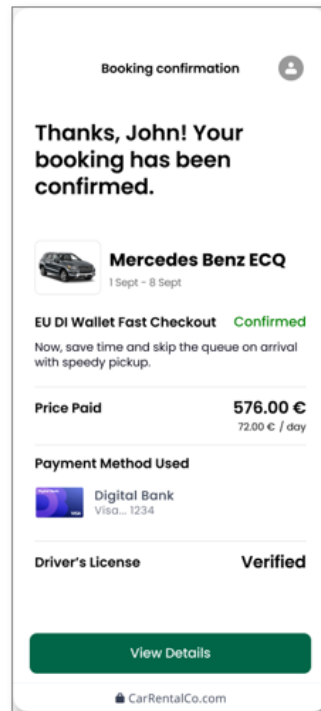 Booking confirmation
Thanks, John! Your
booking has been
confirmed.
Mercedes Benz ECQ
1 Sept - 8 Sept
EU DI Wallet Fast Checkout Confirmed
Now, save time and skip the queue on arrival
with speedy pickup.
Price Paid 576.00 €
72.00 € / day
Payment Method Used
Digital Bank
Visa... 1234
VISA
Driver's License Verified
View Details
CarRentalCo.com